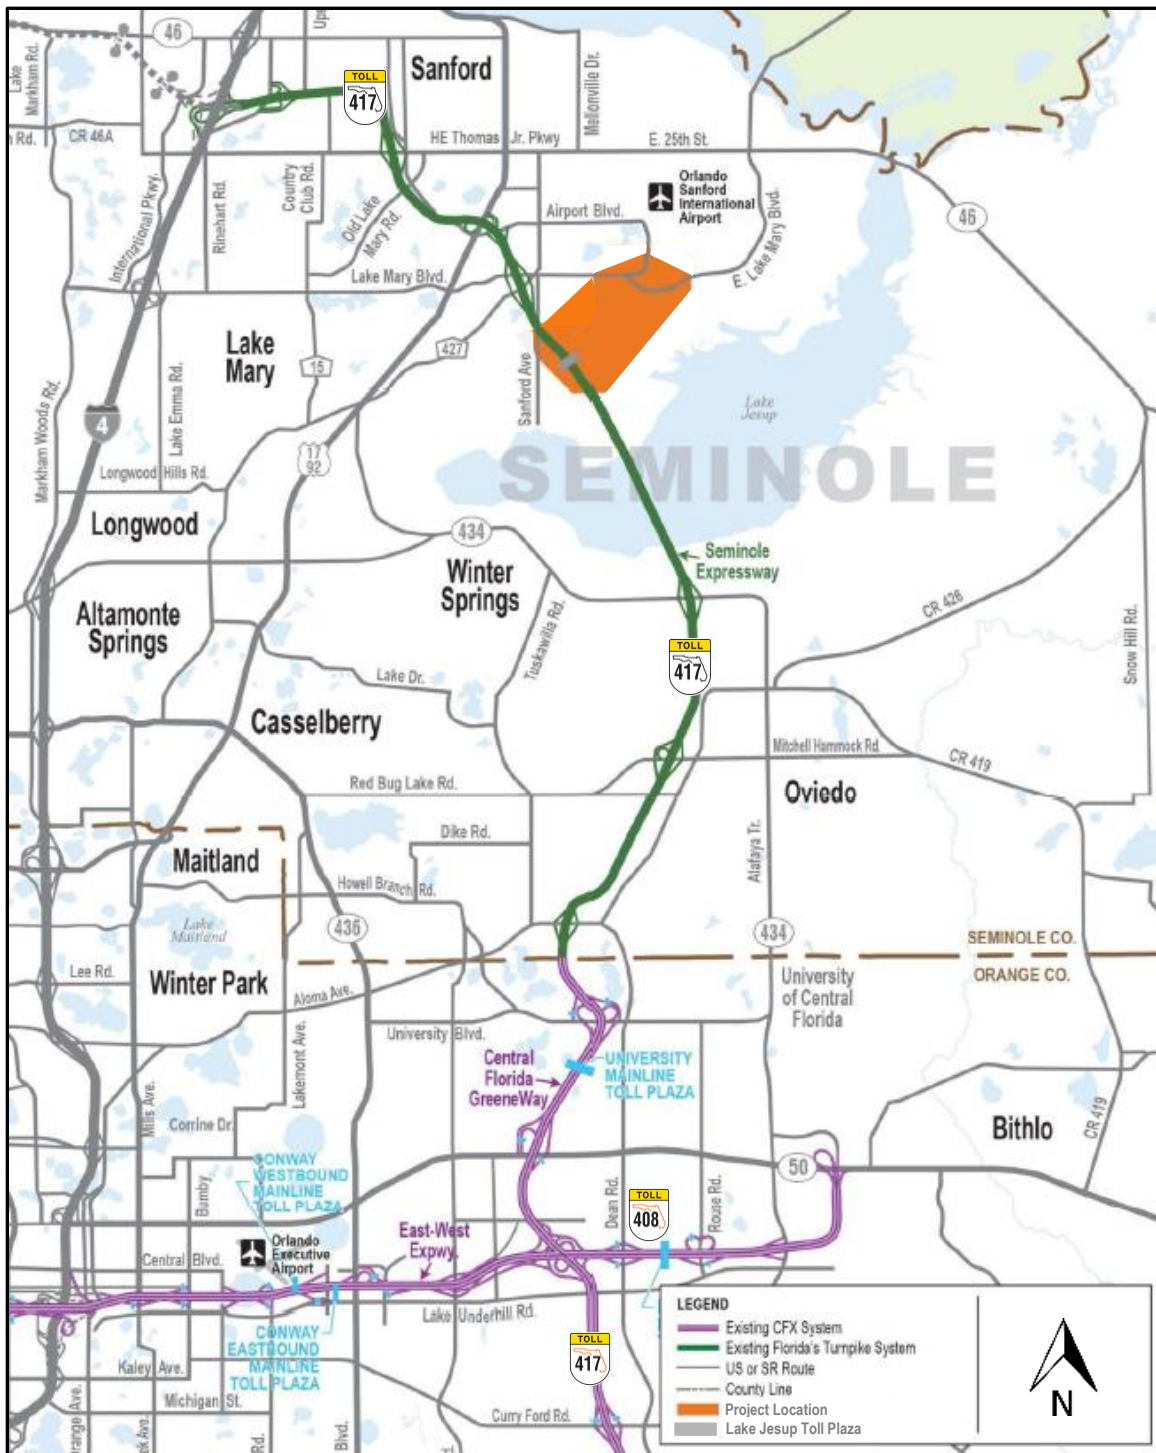 46
Lake
Markham Rd.
TOLL
417
Sanford
Mellonville Dr.
CR 46A
HE Thomas Jr. Pkwy
E. 25th St.
Country
Club Rd.
Rinehart Rd.
International Pkwy.
Old Lake
Mary Rd.
Orlando
Sanford
International
Airport
Airport Blvd.
46
Lake Mary Blvd.
E. Lake Mary Blvd.
Lake
Mary
427
15
Sanford Ave
Lake Emma Rd.
Markham Woods Rd.
4
Lake
Jesup
17
92
Longwood Hills Rd.
SEMINOLE
Longwood
434
Seminole
Expressway
Winter
Springs
Altamonte
Springs
Tuskawilla Rd.
CR 426
Snow Hill Rd.
TOLL
417
Lake Dr.
Casselberry
Mitchell Hammock Rd.
CR 419
Red Bug Lake Rd.
Oviedo
Dike Rd.
Alafaya Tr.
Maitland
Howell Branch Rd.
Lake
Maitland
436
434
SEMINOLE CO.
ORANGE CO.
Lee Rd.
Winter Park
Aloma Ave.
University
of Central
Florida
University Blvd.
Lakemont Ave.
Central
Florida
GreeneWay
UNIVERSITY
MAINLINE
TOLL PLAZA
Mills Ave.
Corrine Dr.
Bithlo
CR 419
CONWAY
WESTBOUND
MAINLINE
TOLL PLAZA
50
Bumby
Dean Rd.
TOLL
408
Rouse Rd.
East-West
Expwy.
Orlando
Executive
Airport
Central Blvd.
Lake Underhill Rd.
CONWAY
EASTBOUND
MAINLINE
TOLL PLAZA
TOLL
417
Kaley Ave.
Michigan St.
Curry Ford Rd.
Rd.
Blvd.
LEGEND
Existing CFX System
Existing Florida's Turnpike System
US or SR Route
County Line
Project Location
Lake Jesup Toll Plaza
N